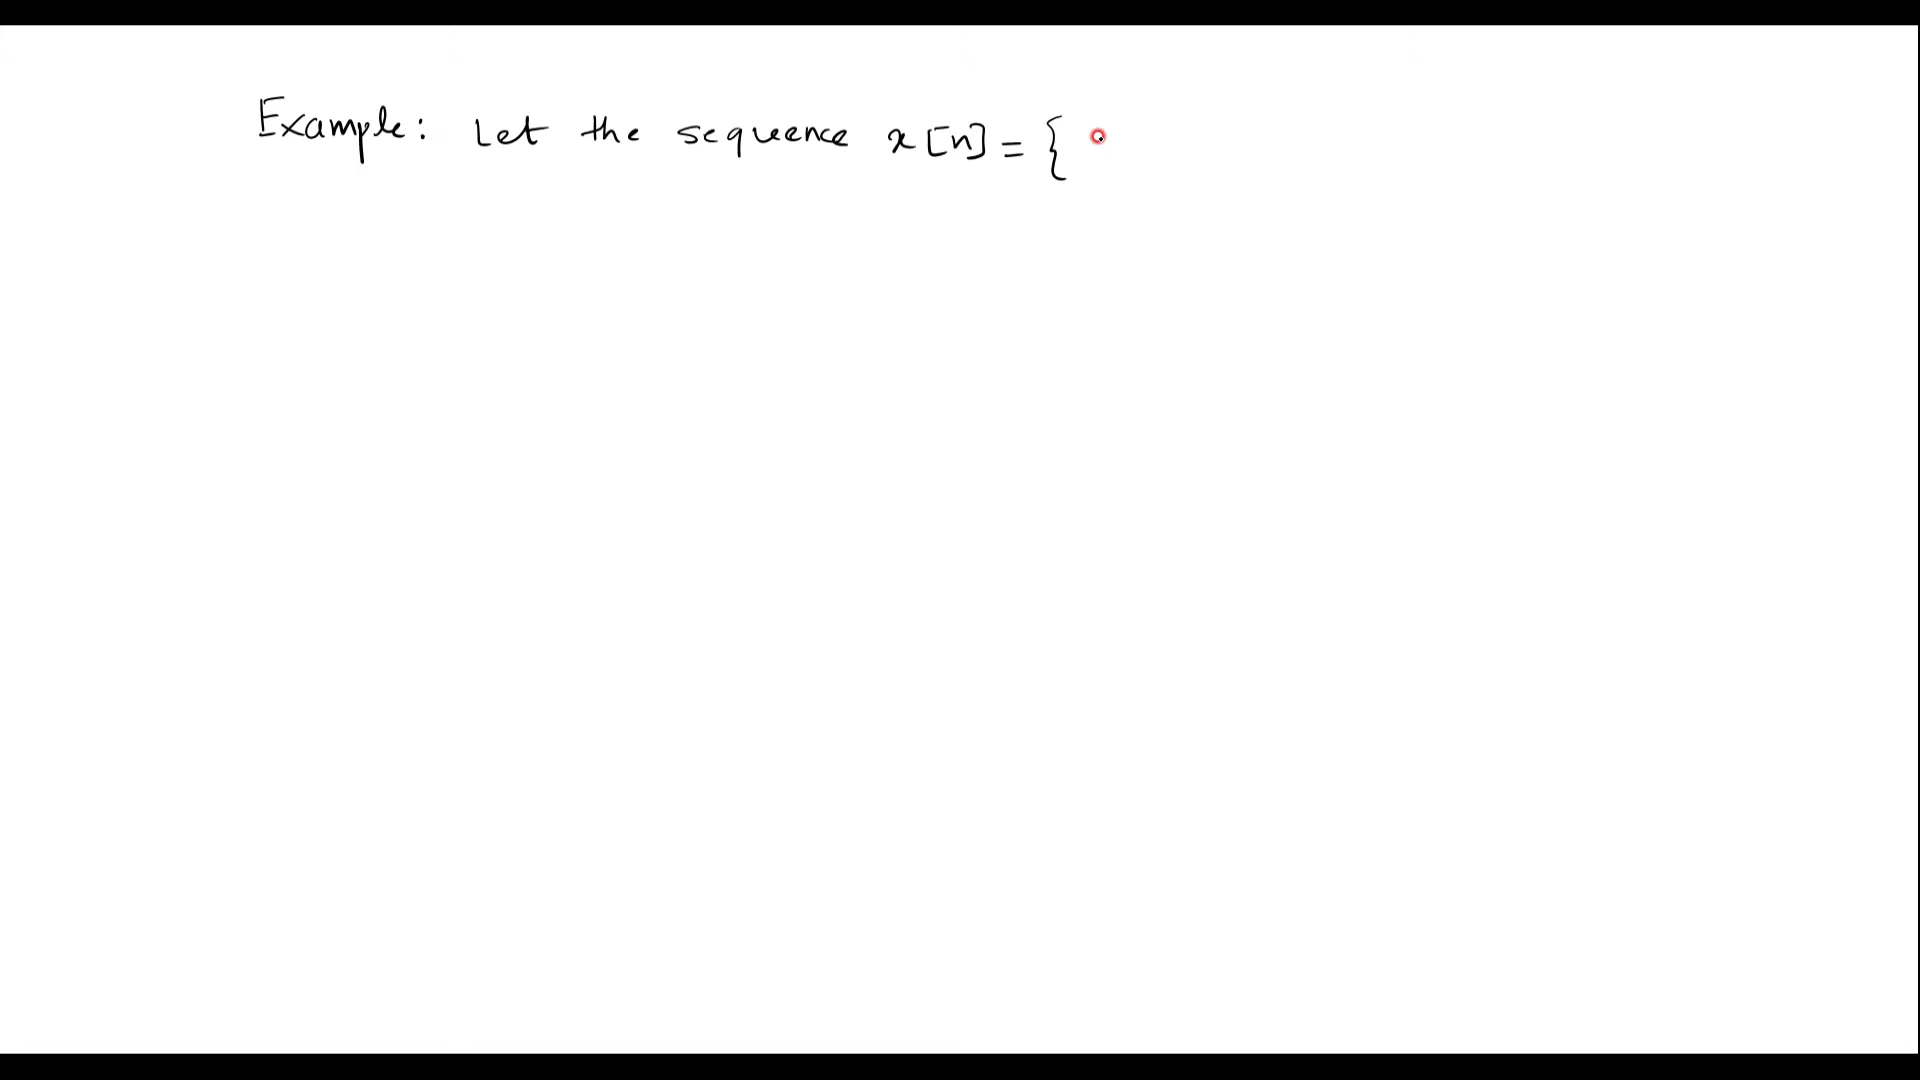 Example: Let the sequence x[n] = {